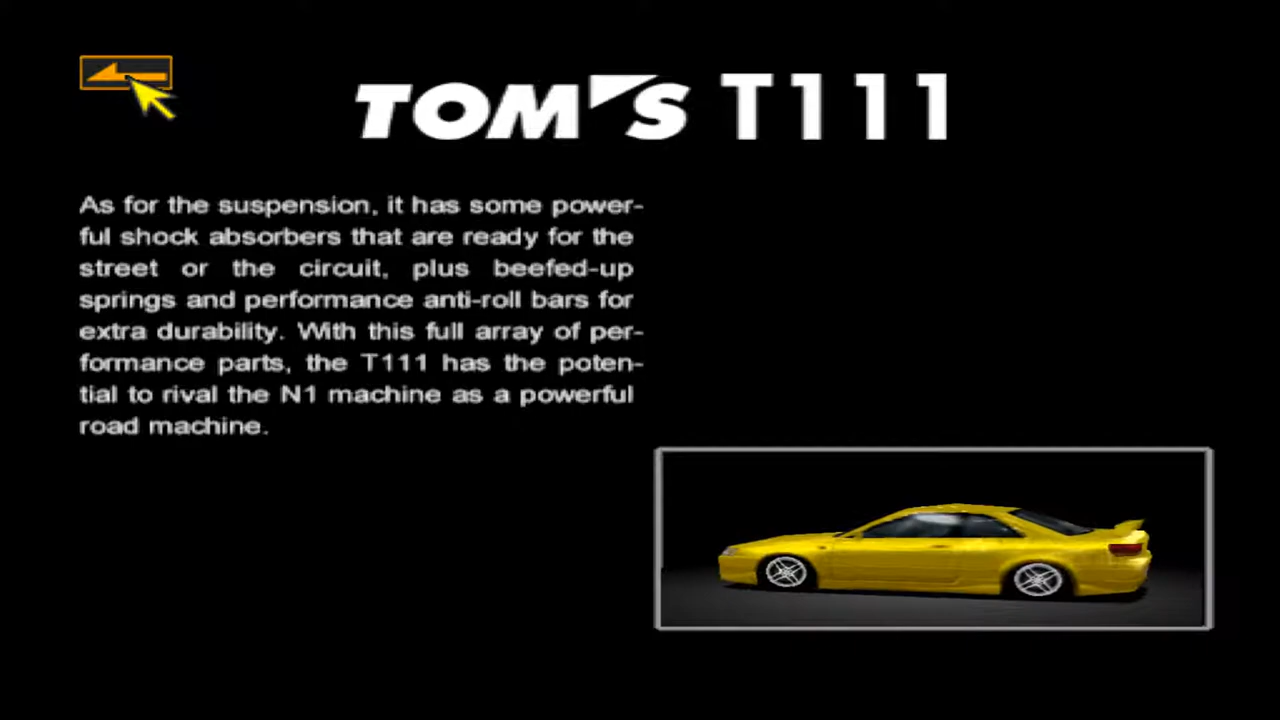 TOM'S T111
As for the suspension, it has some power-
ful shock absorbers that are ready for the
street or the circuit, plus beefed-up
springs and performance anti-roll bars for
extra durability. With this full array of per-
formance parts, the T111 has the poten-
tial to rival the N1 machine as a powerful
road machine.